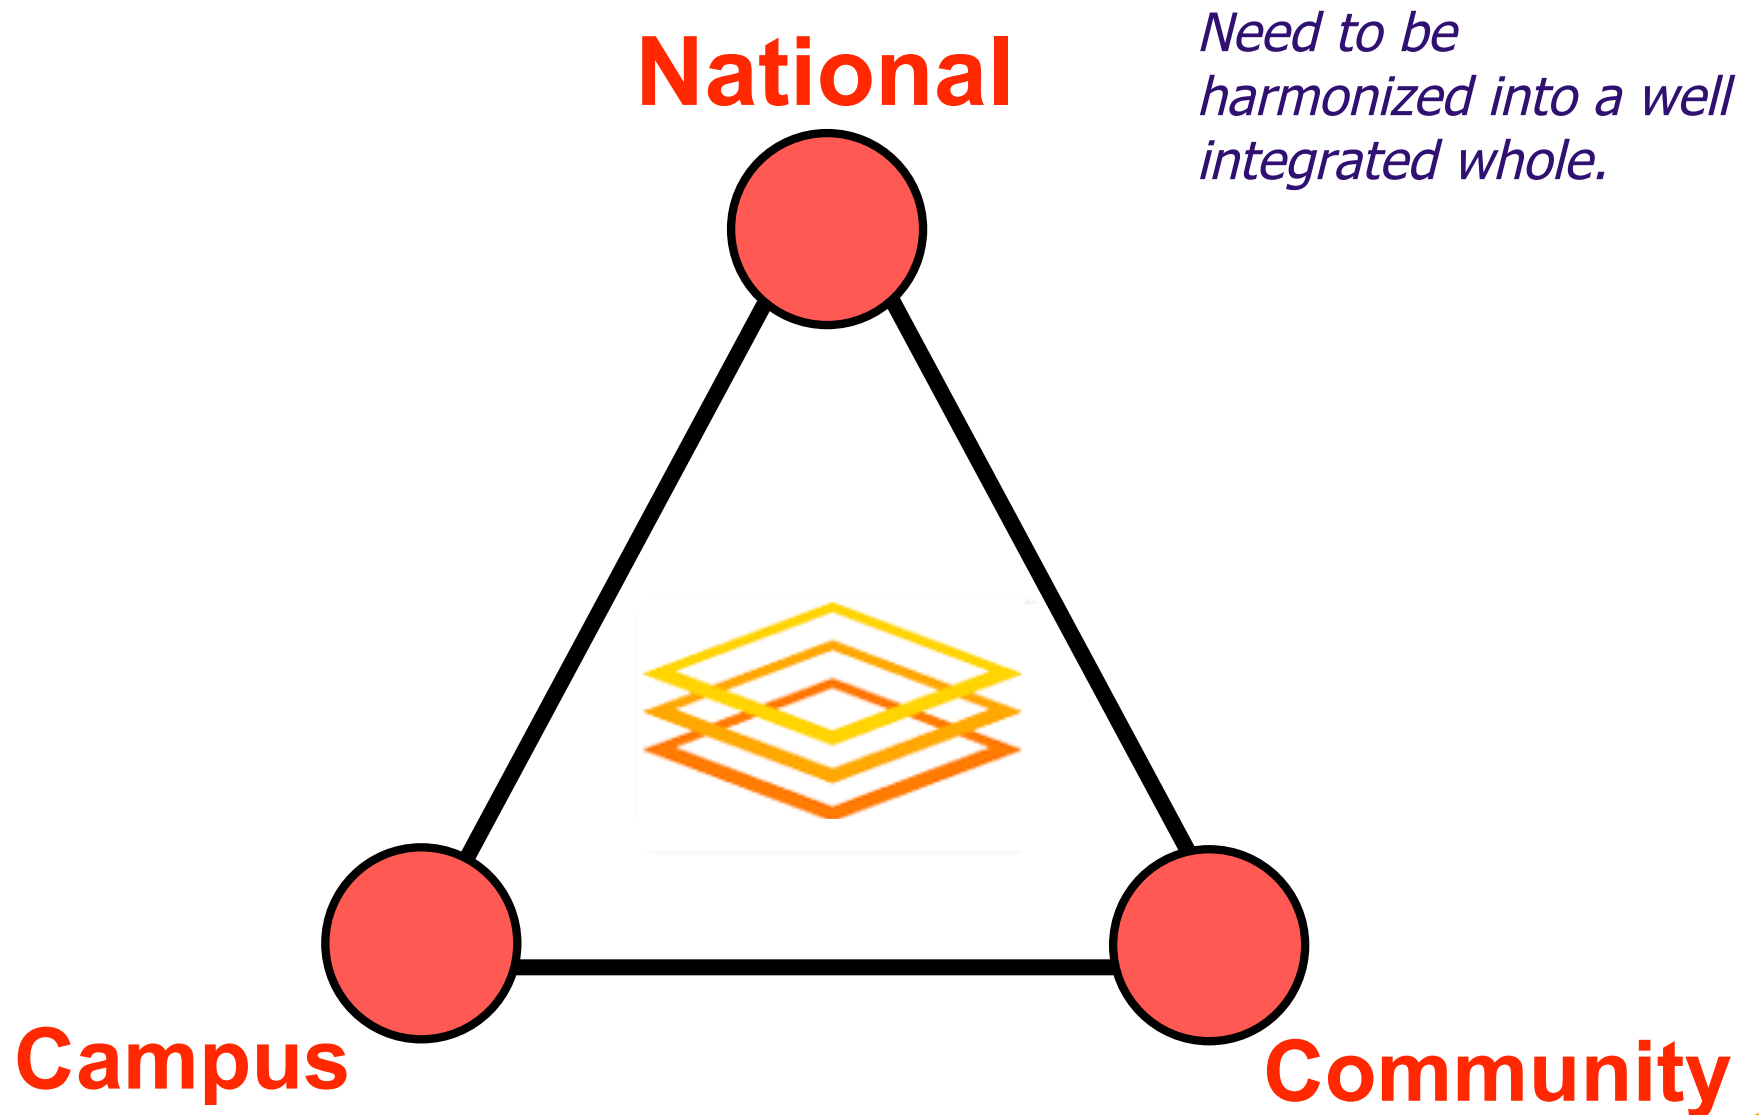 National
Need to be
harmonized into a well
integrated whole.
Campus
Community